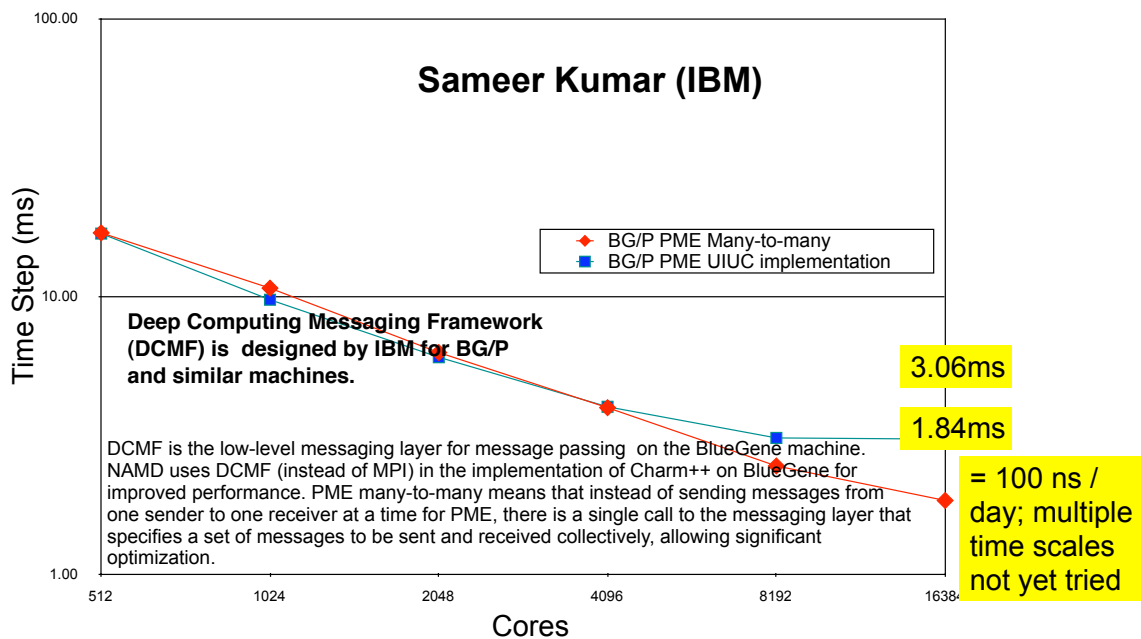 100.00
Sameer Kumar (IBM)
Time Step (ms)
BG/P PME Many-to-many
BG/P PME UIUC implementation
10.00
Deep Computing Messaging Framework
(DCMF) is designed by IBM for BG/P
and similar machines.
3.06ms
1.84ms
DCMF is the low-level messaging layer for message passing on the BlueGene machine.
NAMD uses DCMF (instead of MPI) in the implementation of Charm++ on BlueGene for
improved performance. PME many-to-many means that instead of sending messages from
one sender to one receiver at a time for PME, there is a single call to the messaging layer that
specifies a set of messages to be sent and received collectively, allowing significant
optimization.
= 100 ns /
day; multiple
time scales
not yet tried
1.00
512 1024 2048 4096 8192 16384
Cores